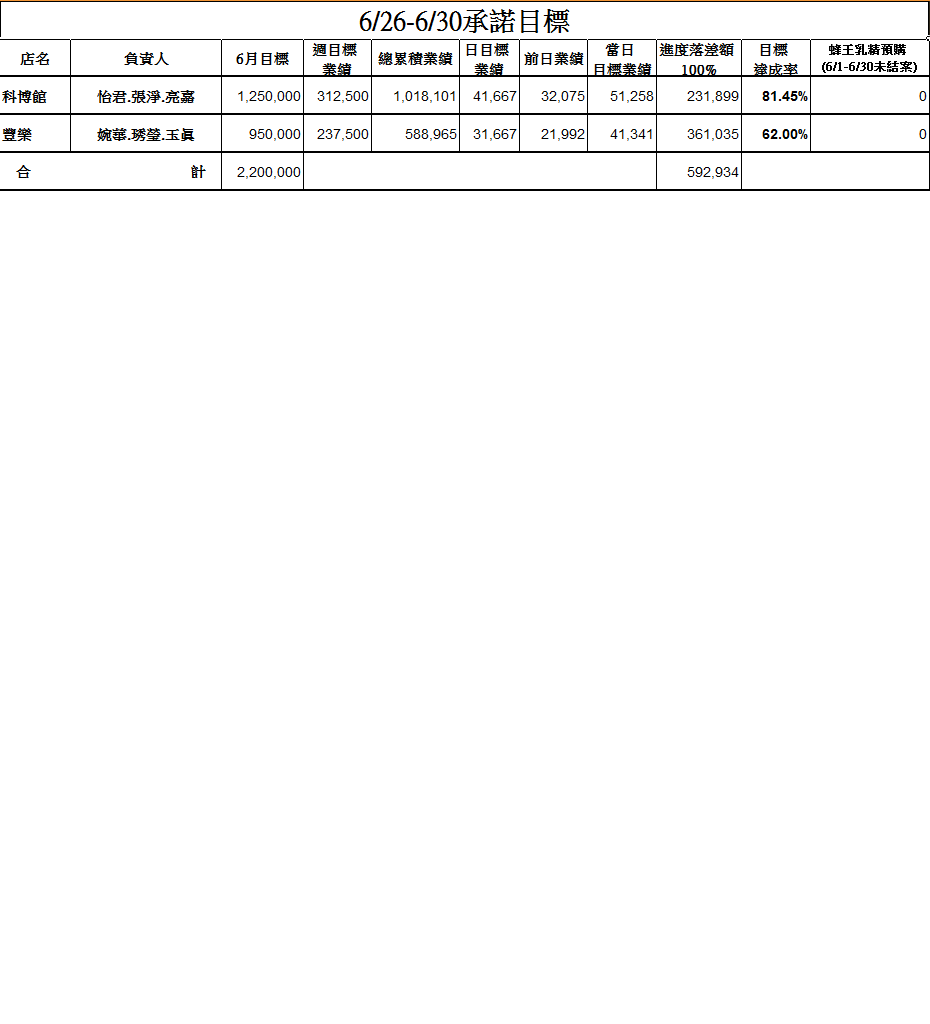 6/26-6/30承諾目標
店名 負責人 6月目標 週目標業績 總累積業績 日目標業績 前日業績 當日目標業績 進度落差額100% 目標達成率 蜂王乳精預購(6/1-6/30未結案)
科博館 怡君.張淨.亮嘉 1,250,000 312,500 1,018,101 41,667 32,075 51,258 231,899 81.45% 0
豐樂 婉華.琇瑩.玉眞 950,000 237,500 588,965 31,667 21,992 41,341 361,035 62.00% 0
合 計 2,200,000 592,934